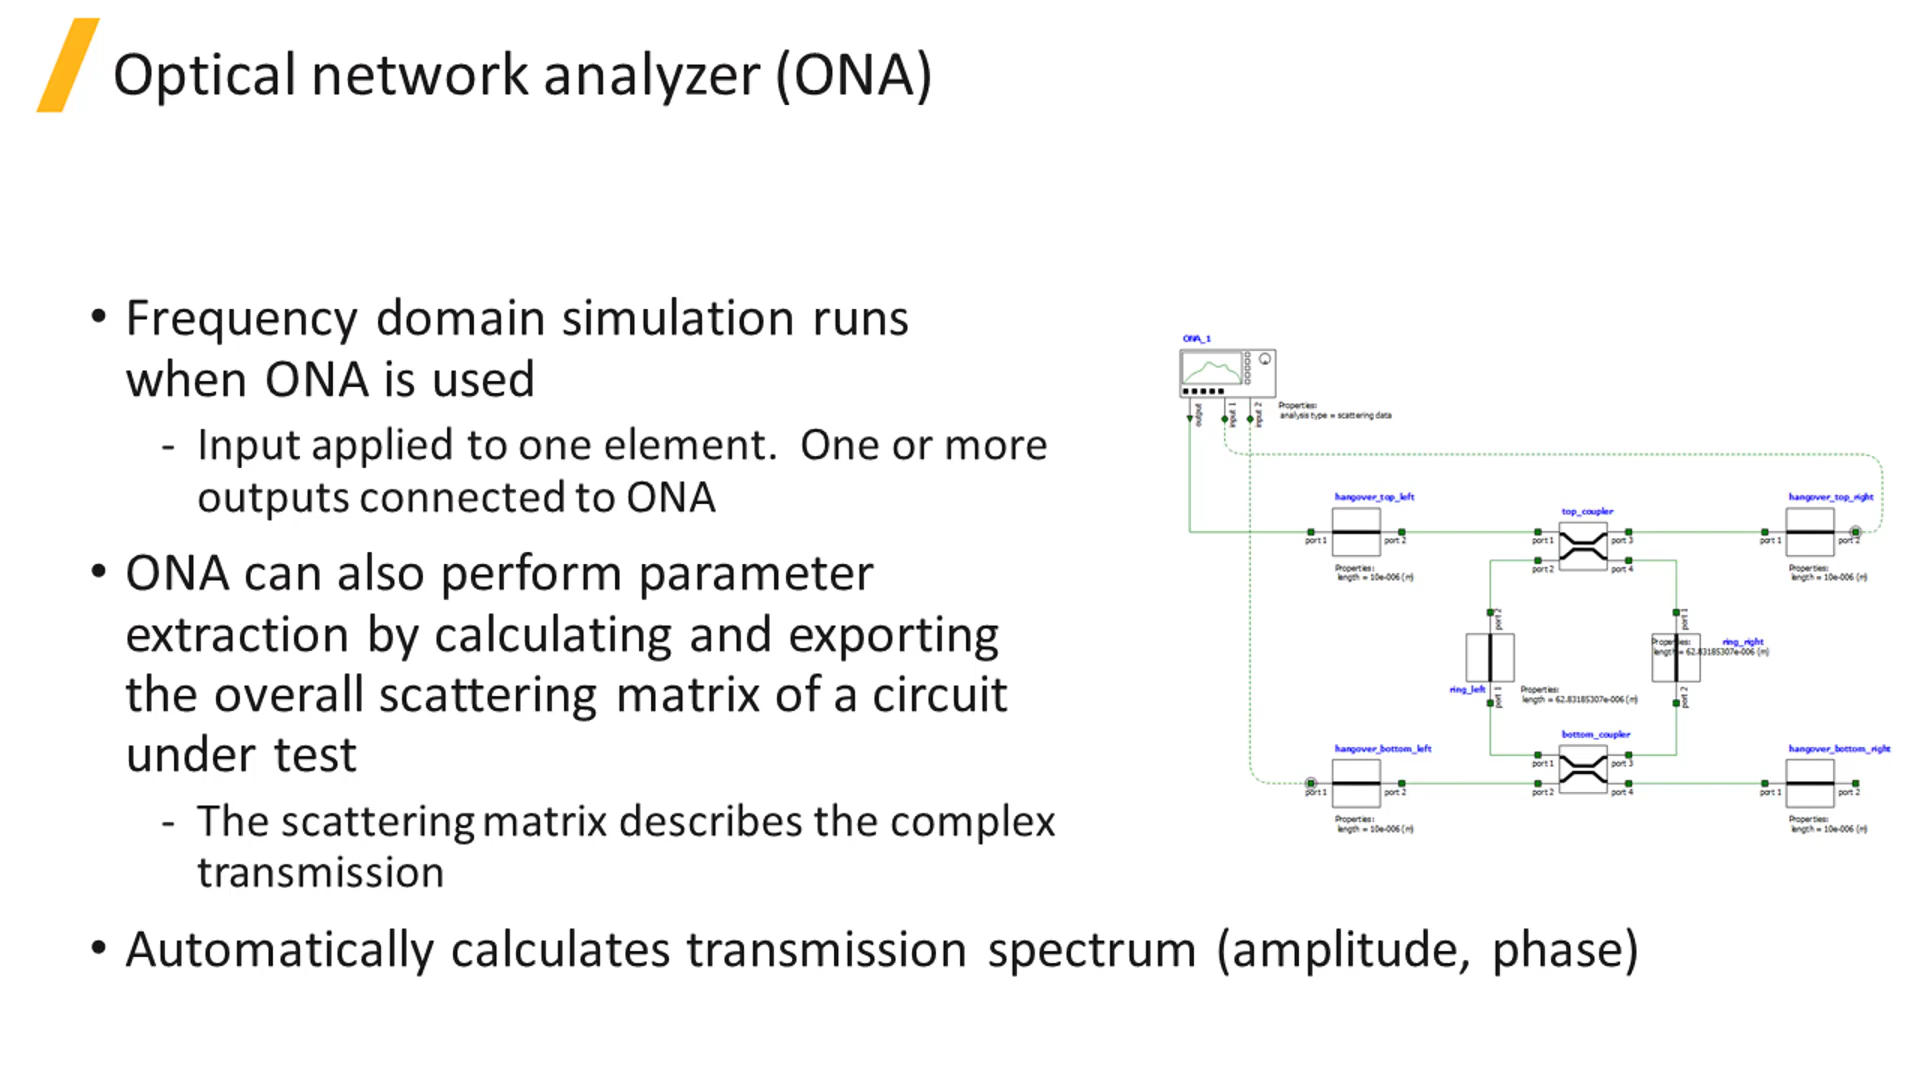 Optical network analyzer (ONA)
• Frequency domain simulation runs
when ONA is used
- Input applied to one element.  One or more
outputs connected to ONA
• ONA can also perform parameter
extraction by calculating and exporting
the overall scattering matrix of a circuit
under test
- The scattering matrix describes the complex
transmission
• Automatically calculates transmission spectrum (amplitude, phase)
ONA_1
output
input 1
input 2
Properties:
analysis type = scattering data
hangover_top_left
port 1
port 2
Properties:
length = 10e-006 (m)
top_coupler
port 1
port 3
port 2
port 4
hangover_top_right
port 1
port 2
Properties:
length = 10e-006 (m)
port 2
ring_left
port 1
Properties:
length = 62.83185307e-006 (m)
port 1
Properties:
ring_right
length = 62.83185307e-006 (m)
port 2
bottom_coupler
port 1
port 3
port 2
port 4
hangover_bottom_left
port 1
port 2
Properties:
length = 10e-006 (m)
hangover_bottom_right
port 1
port 2
Properties:
length = 10e-006 (m)